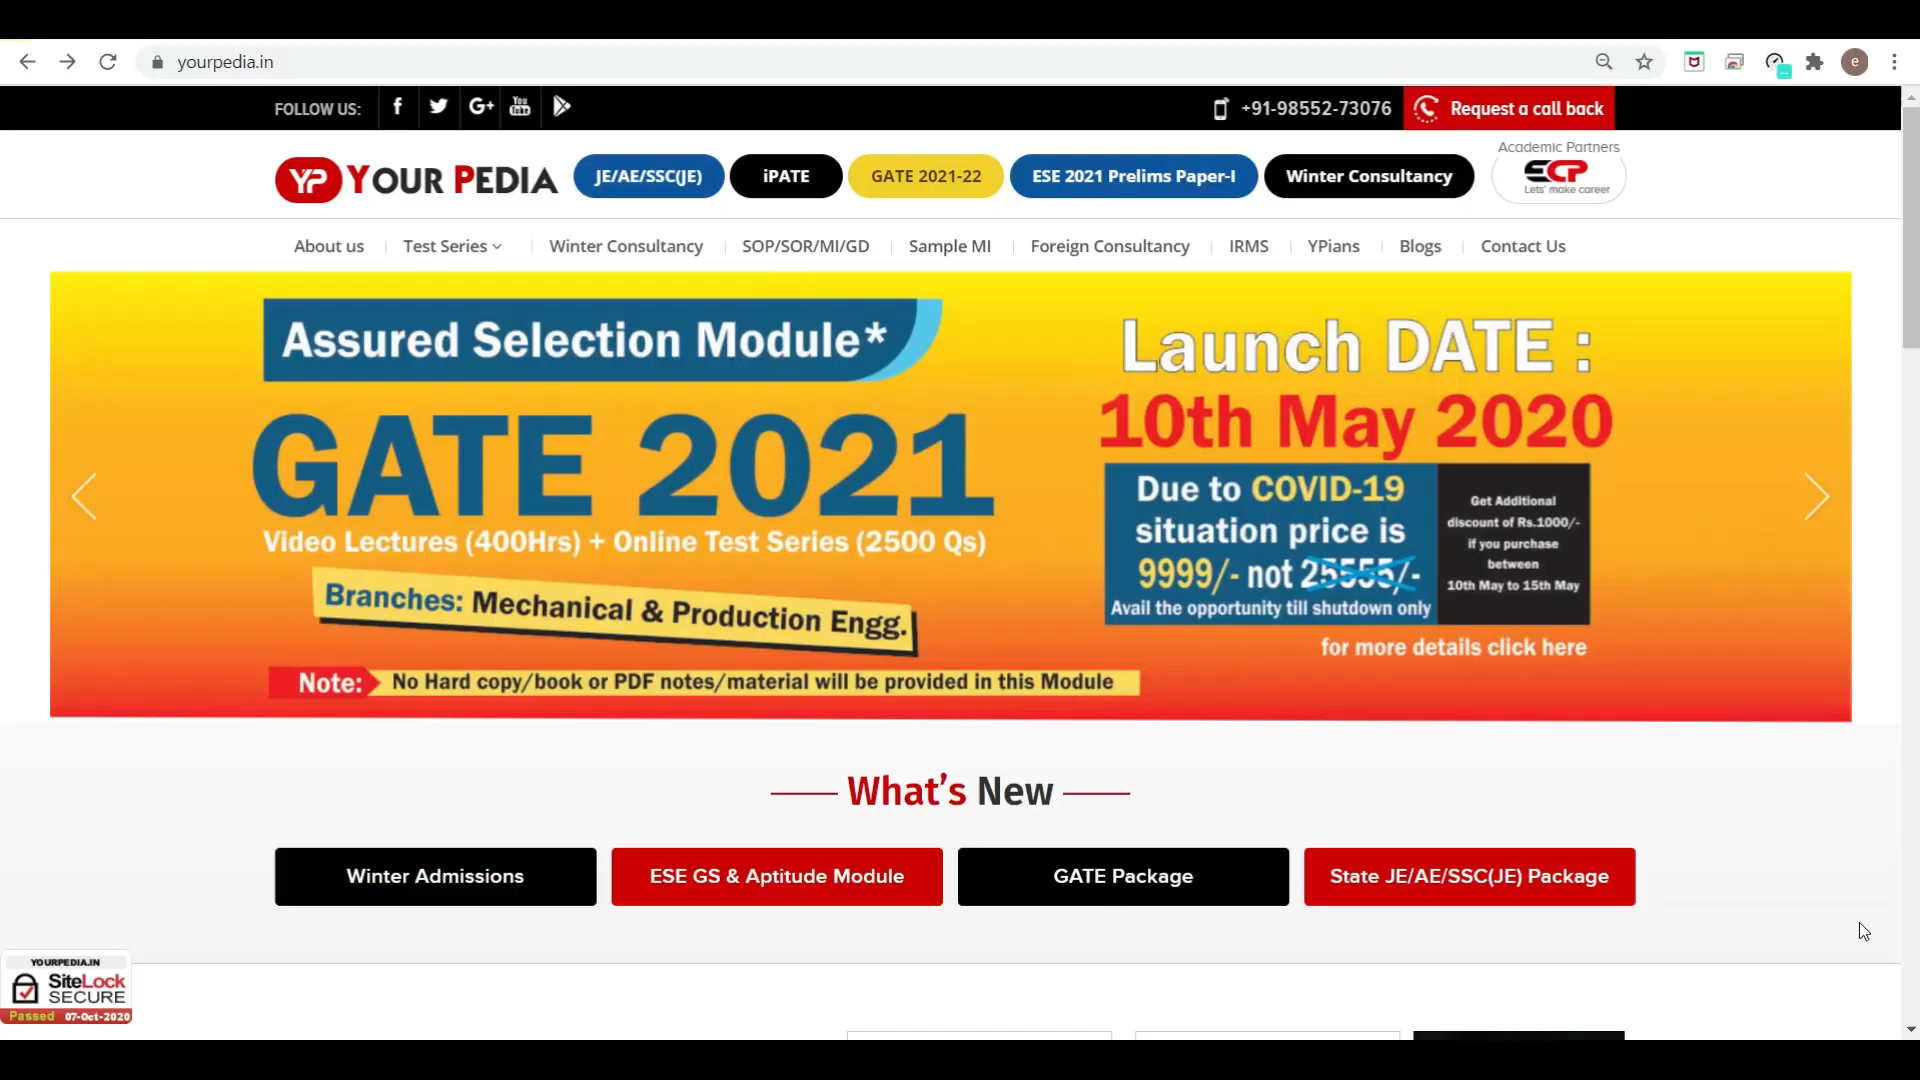 yourpedia.in
e
FOLLOW US:
f
G+
You
Tube
+91-98552-73076
Request a call back
YP YOUR PEDIA
JE/AE/SSC(JE)
iPATE
GATE 2021-22
ESE 2021 Prelims Paper-I
Winter Consultancy
Academic Partners
ECP
Lets' make career
About us
Test Series
Winter Consultancy
SOP/SOR/MI/GD
Sample MI
Foreign Consultancy
IRMS
YPians
Blogs
Contact Us
Assured Selection Module*
GATE 2021
Video Lectures (400Hrs) + Online Test Series (2500 Qs)
Branches: Mechanical & Production Engg.
Note: No Hard copy/book or PDF notes/material will be provided in this Module
Launch DATE :
10th May 2020
Due to COVID-19
situation price is
9999/- not 25555/-
Avail the opportunity till shutdown only
Get Additional
discount of Rs.1000/-
if you purchase
between
10th May to 15th May
for more details click here
What's New
Winter Admissions
ESE GS & Aptitude Module
GATE Package
State JE/AE/SSC(JE) Package
YOURPEDIA.IN
SiteLock
SECURE
Passed 07-Oct-2020